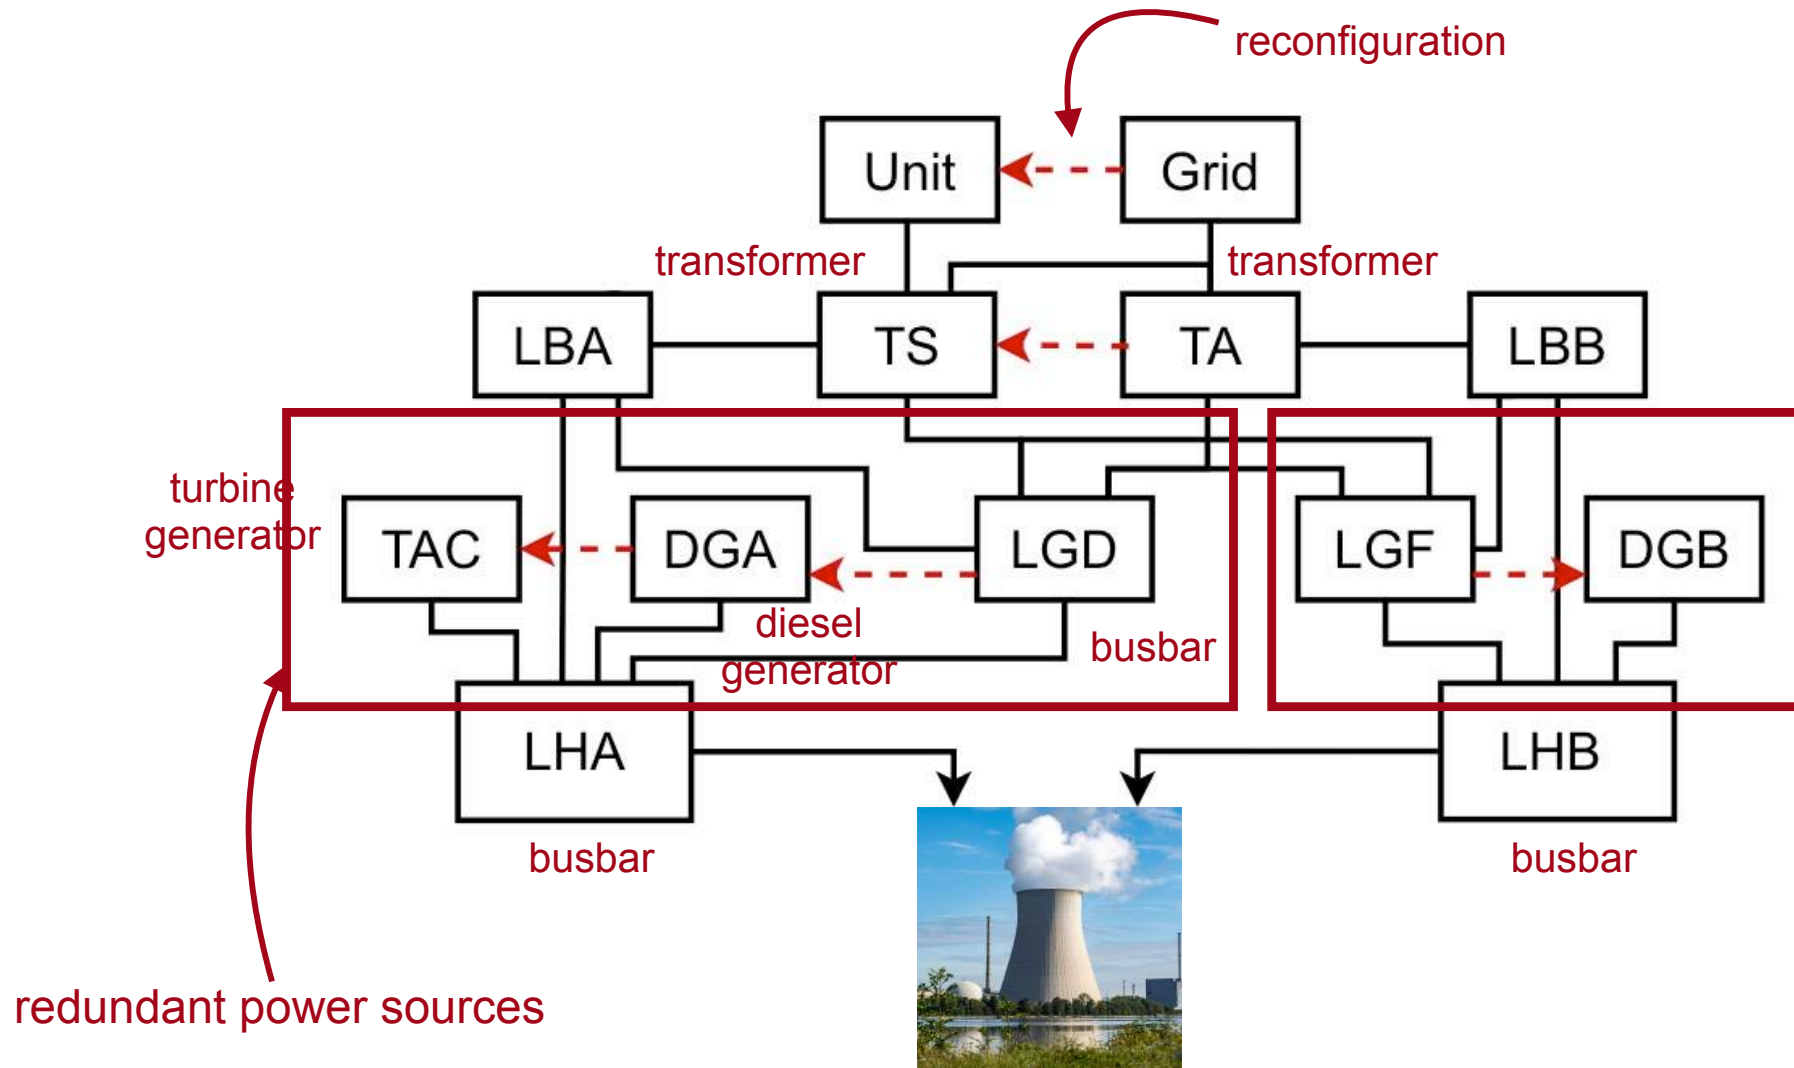 reconfiguration
Unit
Grid
transformer
transformer
LBA
TS
TA
LBB
turbine
generator
TAC
DGA
LGD
LGF
DGB
diesel
generator
busbar
LHA
LHB
busbar
busbar
redundant power sources